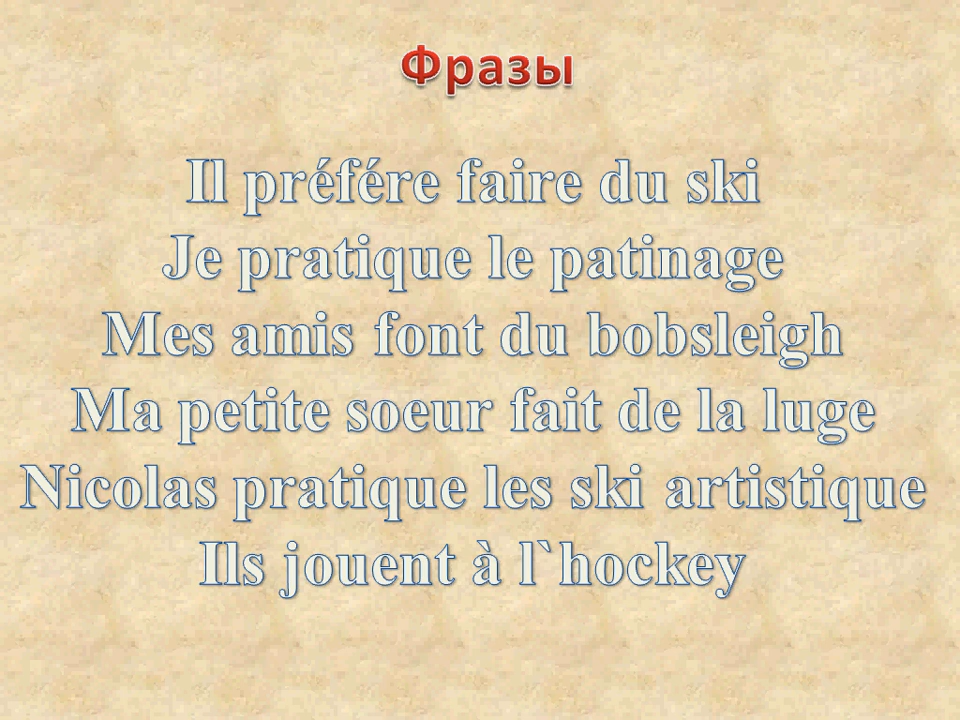 Фразы
Il préfére faire du ski
Je pratique le patinage
Mes amis font du bobsleigh
Ma petite soeur fait de la luge
Nicolas pratique les ski artistique
Ils jouent à l`hockey